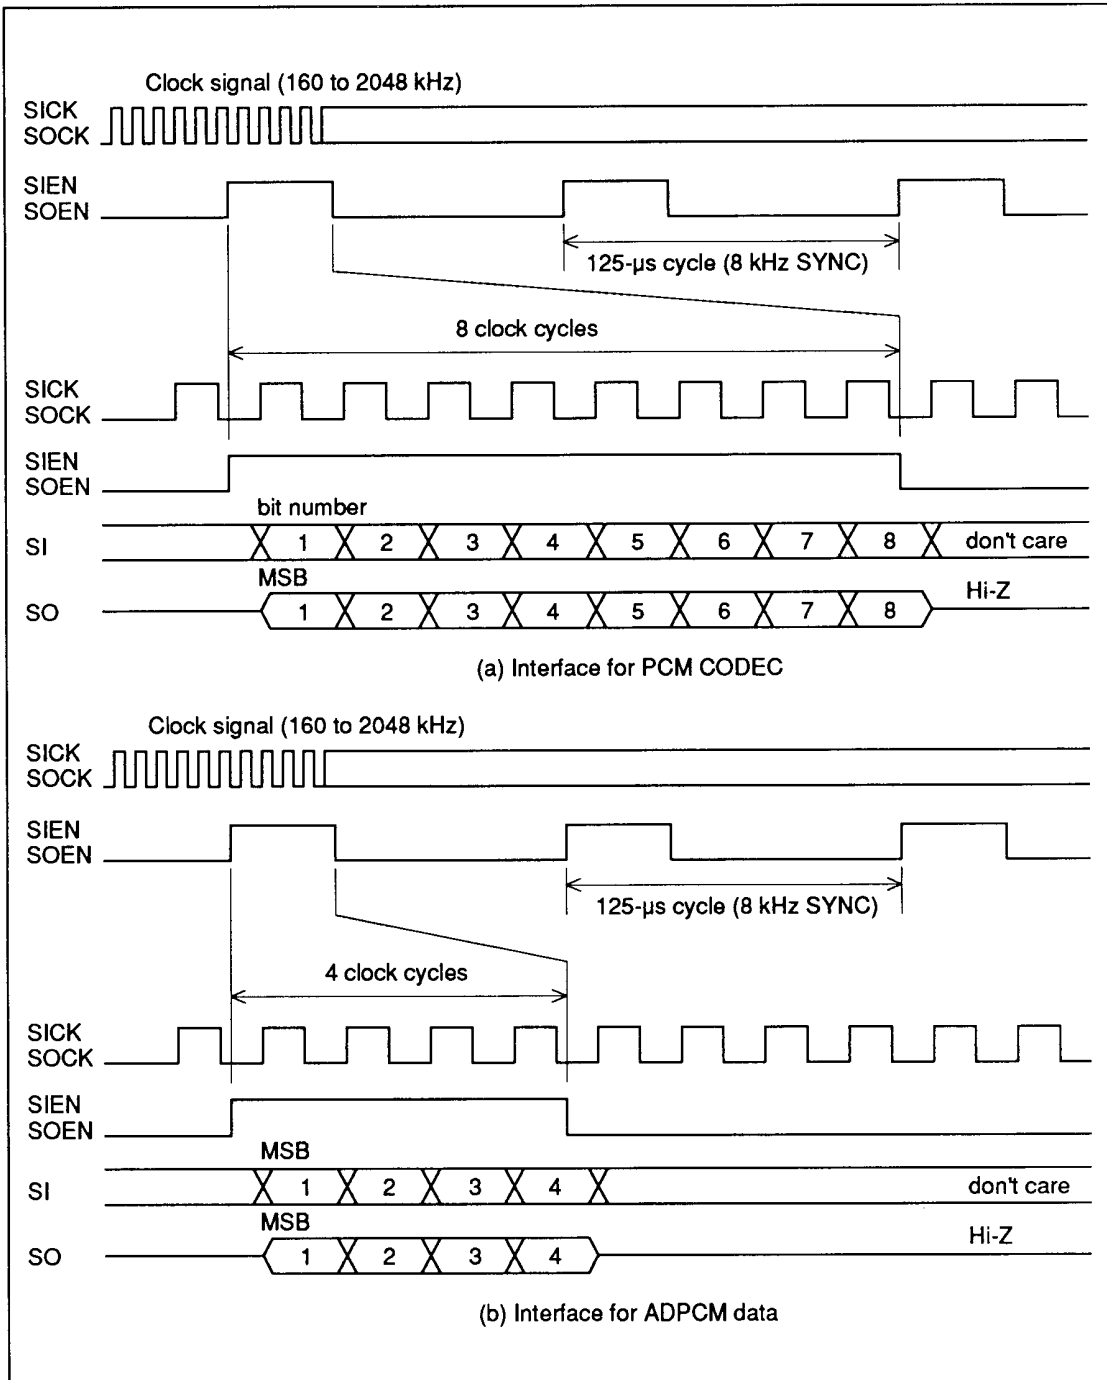 Clock signal (160 to 2048 kHz)
SICK
SOCK
SIEN
SOEN
125-µs cycle (8 kHz SYNC)
8 clock cycles
SICK
SOCK
SIEN
SOEN
bit number
SI 1 2 3 4 5 6 7 8 don't care
MSB
Hi-Z
SO 1 2 3 4 5 6 7 8
(a) Interface for PCM CODEC
Clock signal (160 to 2048 kHz)
SICK
SOCK
SIEN
SOEN
125-µs cycle (8 kHz SYNC)
4 clock cycles
SICK
SOCK
SIEN
SOEN
MSB
SI 1 2 3 4 don't care
MSB
Hi-Z
SO 1 2 3 4
(b) Interface for ADPCM data